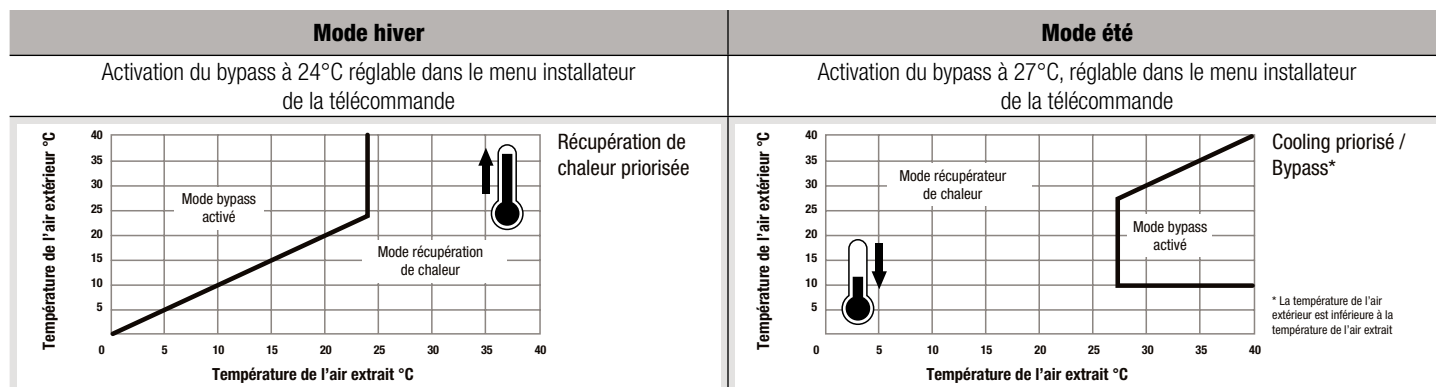 Mode hiver
Mode été
Activation du bypass à 24°C réglable dans le menu installateur
de la télécommande
Activation du bypass à 27°C, réglable dans le menu installateur
de la télécommande
Température de l'air extérieur °C
40
35
30
25
20
15
10
5
0
5
10
15
20
25
30
35
40
Température de l'air extrait °C
Mode bypass
activé
Mode récupération
de chaleur
Récupération de
chaleur priorisée
Température de l'air extérieur °C
40
35
30
25
20
15
10
5
0
5
10
15
20
25
30
35
40
Température de l'air extrait °C
Mode récupérateur
de chaleur
Mode bypass
activé
Cooling priorisé /
Bypass*
* La température de l'air
extérieur est inférieure à la
température de l'air extrait